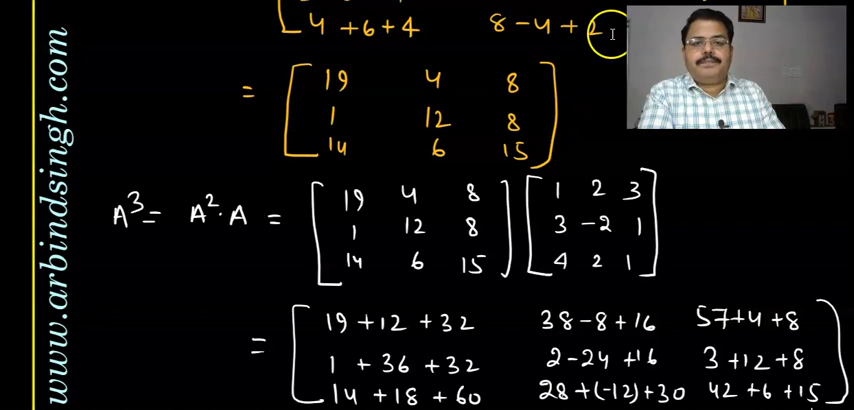 4 + 6 + 4 8 - 4 + 2
= [ 19 4 8
1 12 8
14 6 15 ]
A³ = A²·A = [ 19 4 8
1 12 8
14 6 15 ] [ 1 2 3
3 -2 1
4 2 1 ]
= [ 19 + 12 + 32 38 - 8 + 16 57 + 4 + 8
1 + 36 + 32 2 - 24 + 16 3 + 12 + 8
14 + 18 + 60 28 + (-12) + 30 42 + 6 + 15 ]
www.arbindsingh.com